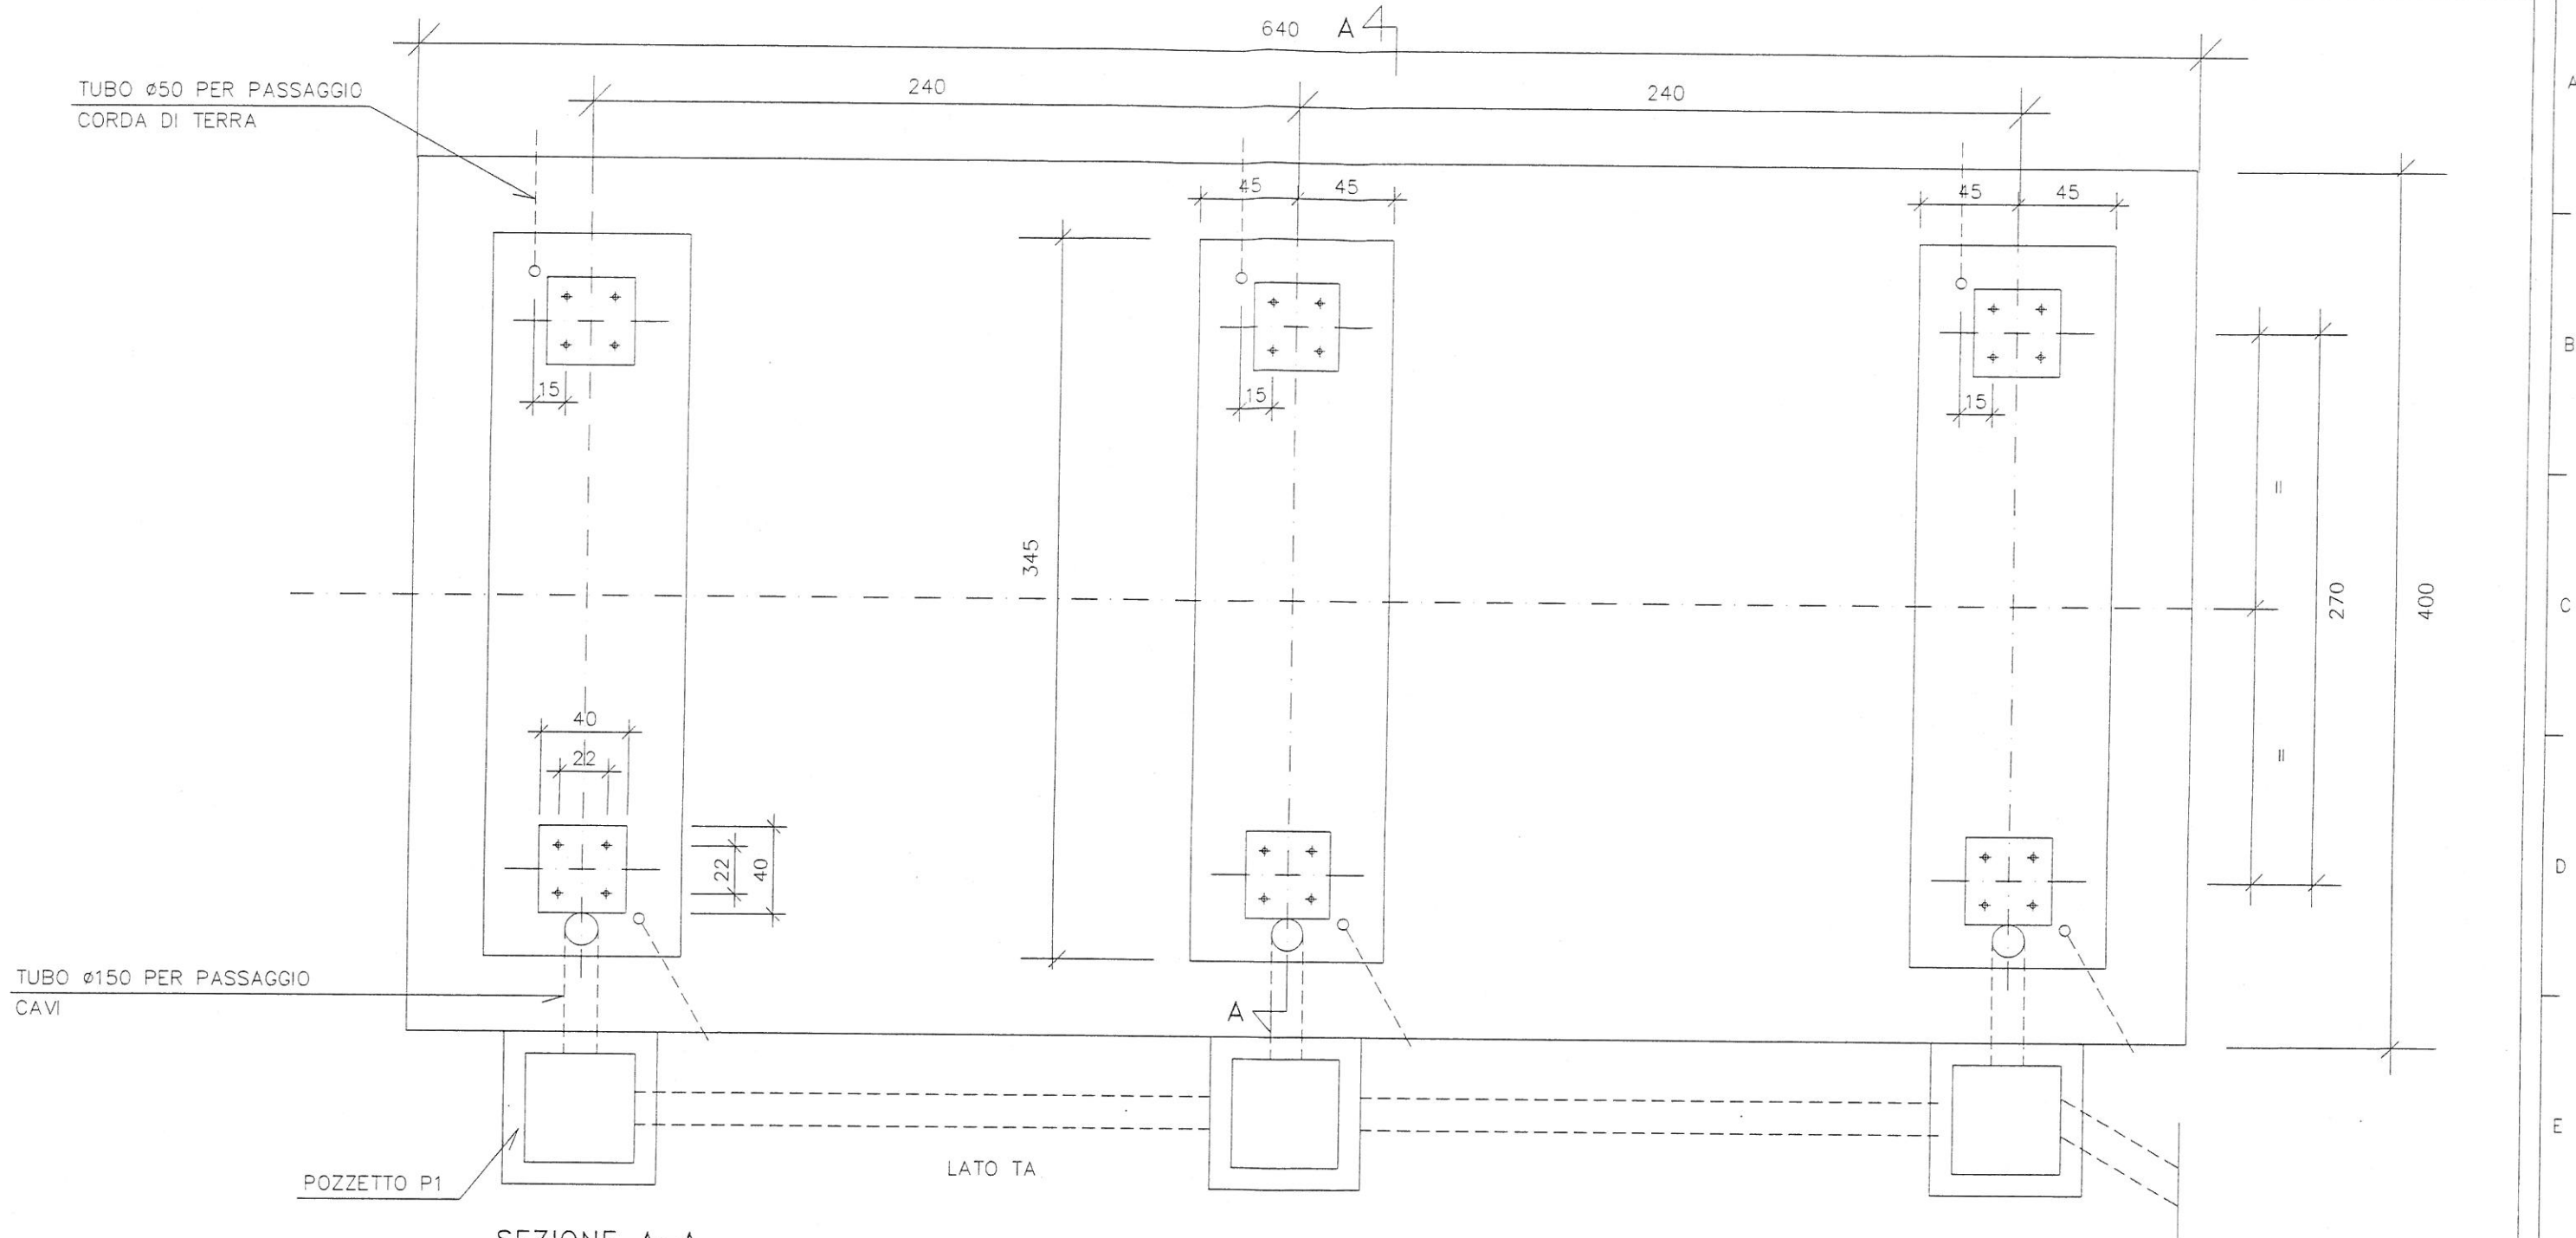 640
A
240
240
A
TUBO ø50 PER PASSAGGIO
CORDA DI TERRA
45
45
45
45
B
15
15
15
345
=
270
400
C
40
22
=
22
40
D
TUBO ø150 PER PASSAGGIO
CAVI
A
E
LATO TA
POZZETTO P1
SEZIONE A-A